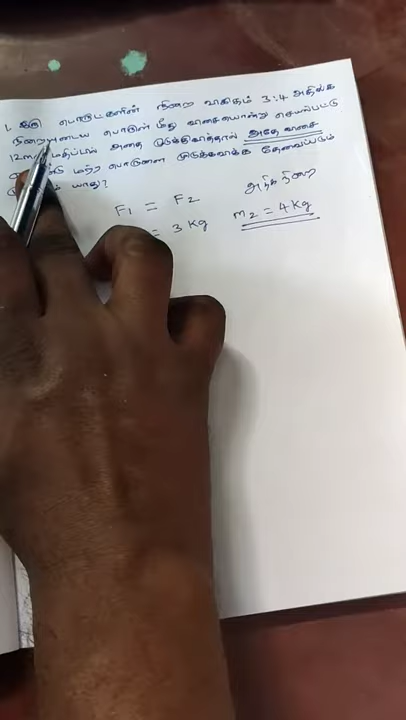 1. இரு பொருட்களின் நிறை விகிதம் 3:4 அதிக
நிறையுடைய பொருள் மீது விசையொன்று செயல்பட்டு
12 மதிப்பில் அதை முடுக்கிவித்தால் அதே விசை
மற்ற பொருளை முடுக்குவிக்க தேவைப்படும்
யாது?
அதிக நிறை
F₁ = F₂
= 3 Kg m₂ = 4 Kg